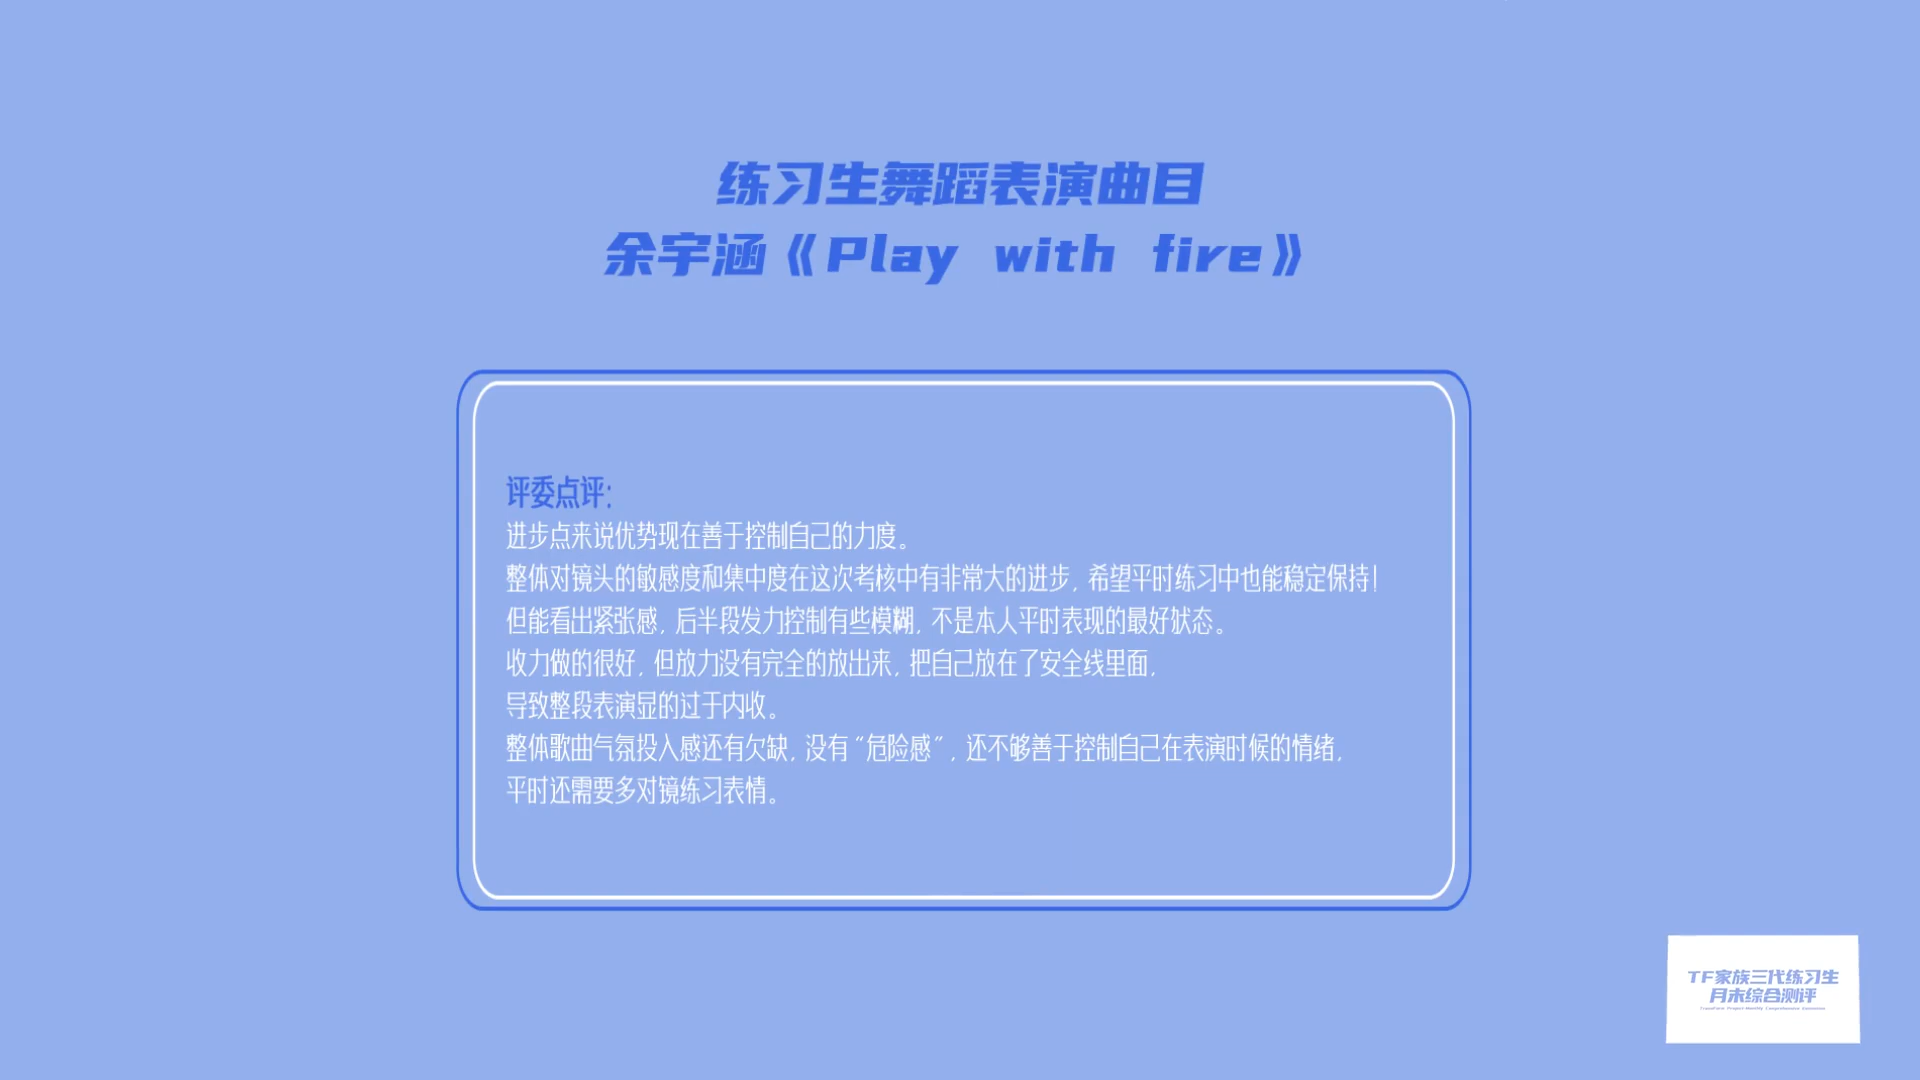 练习生舞蹈表演曲目
余宇涵《Play with fire》
评委点评:
进步点来说优势现在善于控制自己的力度。
整体对镜头的敏感度和集中度在这次考核中有非常大的进步, 希望平时练习中也能稳定保持!
但能看出紧张感, 后半段发力控制有些模糊, 不是本人平时表现的最好状态。
收力做的很好, 但放力没有完全的放出来, 把自己放在了安全线里面,
导致整段表演显的过于内收。
整体歌曲气氛投入感还有欠缺, 没有“危险感”, 还不够善于控制自己在表演时候的情绪,
平时还需要多对镜练习表情。
TF家族三代练习生
月末综合测评